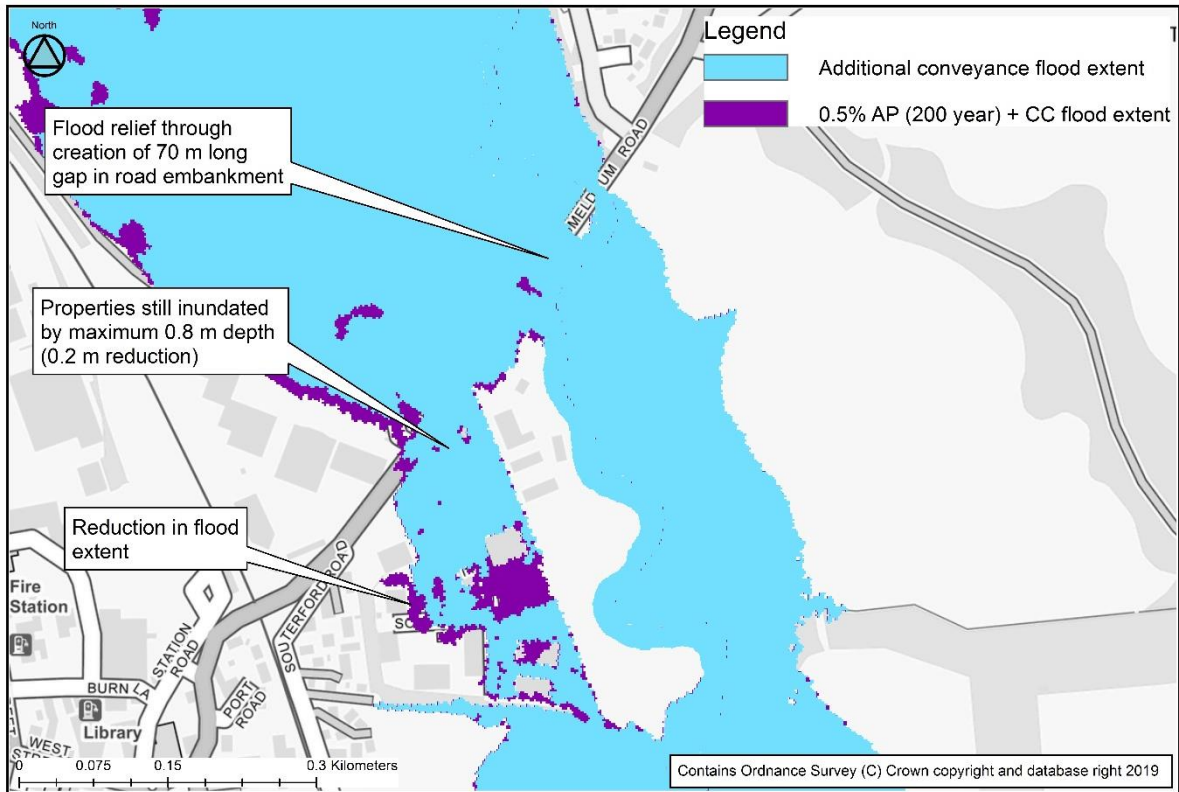 North
Legend
Additional conveyance flood extent
0.5% AP (200 year) + CC flood extent
Flood relief through
creation of 70 m long
gap in road embankment
MELD
UM ROAD
Properties still inundated
by maximum 0.8 m depth
(0.2 m reduction)
Reduction in flood
extent
Fire
Station
STATION
ROAD
SOUTERFORD ROAD
PORT
ROAD
BURN LA
Library
WEST
0 0.075 0.15 0.3 Kilometers
Contains Ordnance Survey (C) Crown copyright and database right 2019